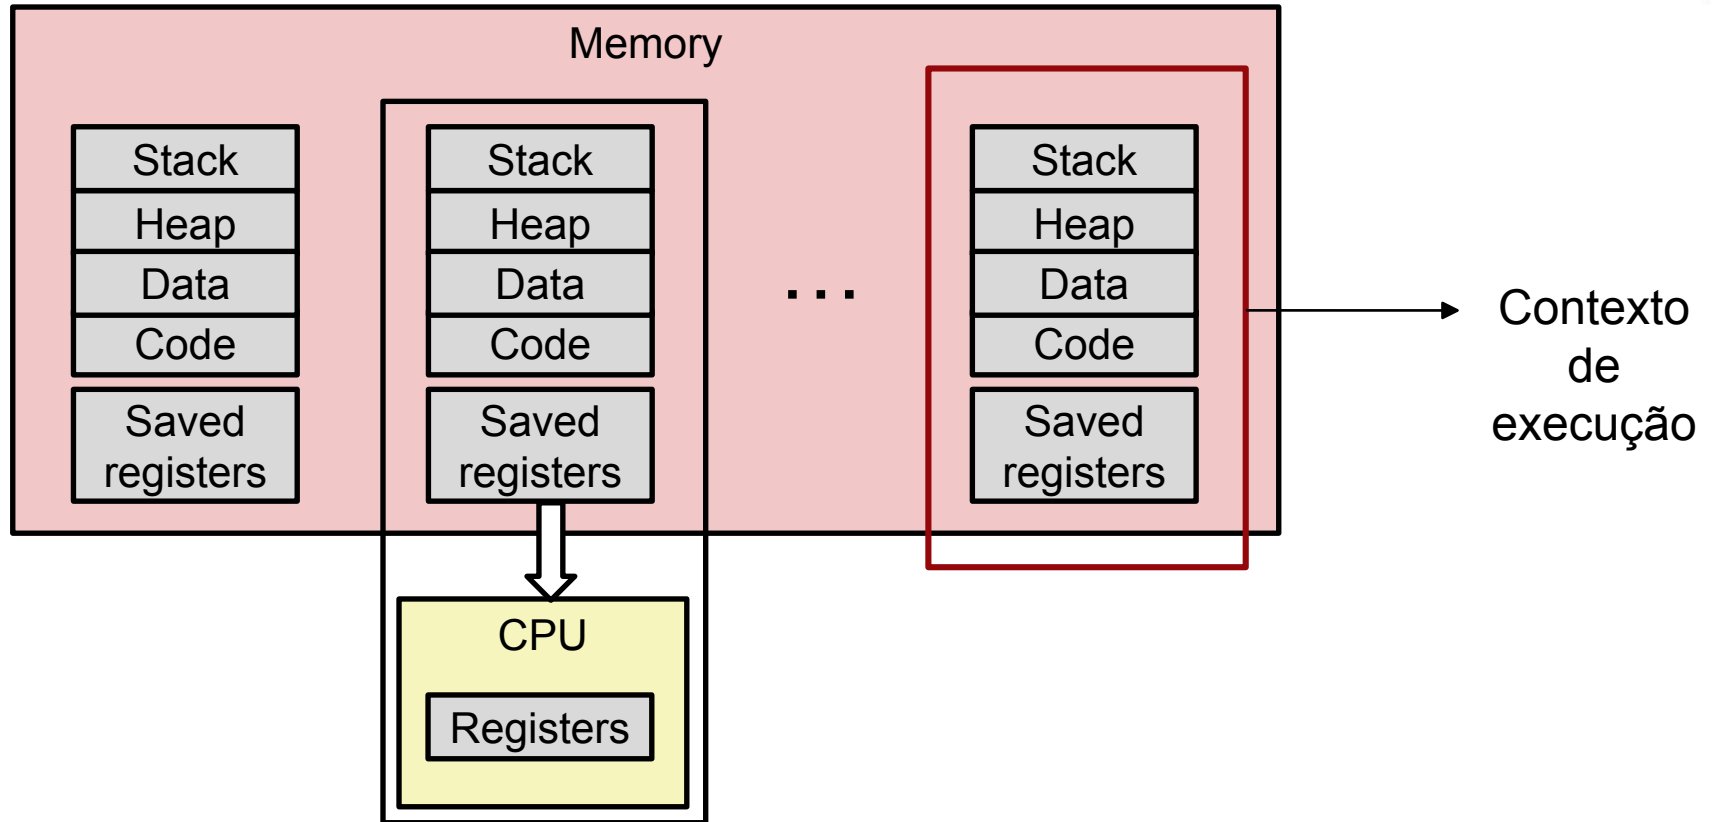 Memory
Stack
Heap
Data
Code
Saved
registers
Stack
Heap
Data
Code
Saved
registers
...
Stack
Heap
Data
Code
Saved
registers
Contexto
de
execução
CPU
Registers